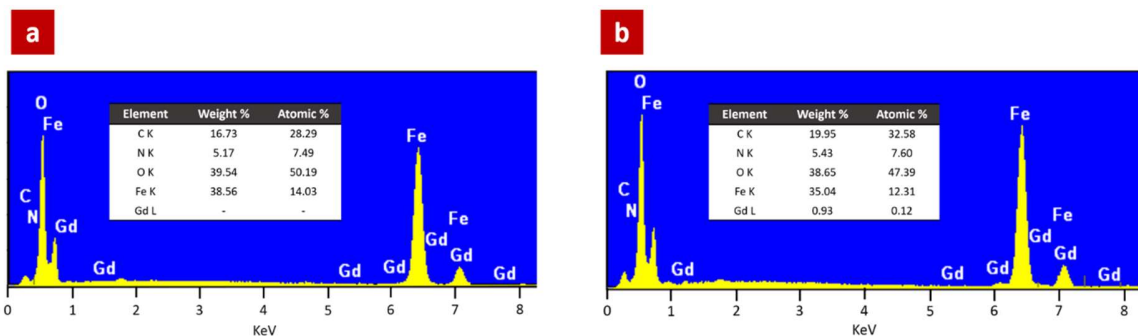 a
O
Fe
C
N
Gd
Gd
Element Weight % Atomic %
C K 16.73 28.29
N K 5.17 7.49
O K 39.54 50.19
Fe K 38.56 14.03
Gd L - -
Fe
Gd
Fe
Gd
Gd
Gd
Gd
0 1 2 3 4 5 6 7 8
KeV
b
O
Fe
C
N
Gd
Element Weight % Atomic %
C K 19.95 32.58
N K 5.43 7.60
O K 38.65 47.39
Fe K 35.04 12.31
Gd L 0.93 0.12
Fe
Gd
Fe
Gd
Gd
Gd
Gd
0 1 2 3 4 5 6 7 8
KeV